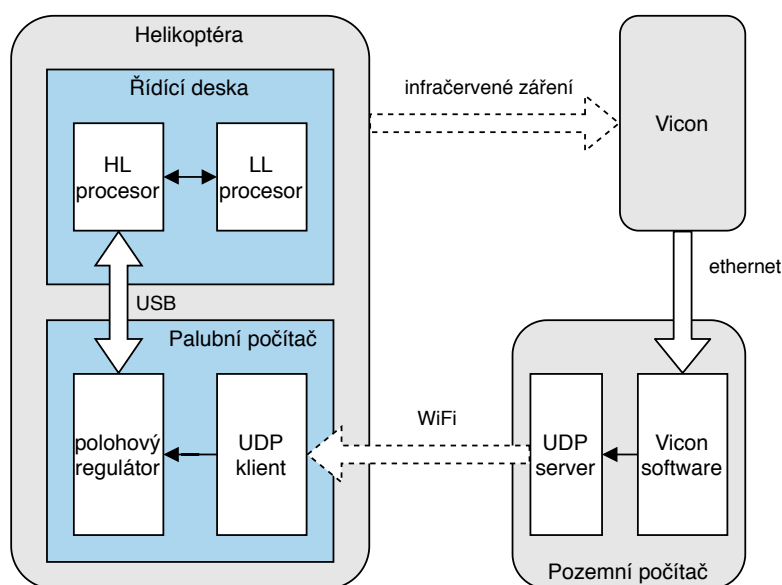 Helikoptéra
Řídící deska
HL
procesor
LL
procesor
infračervené záření
Vicon
ethernet
USB
Palubní počítač
polohový
regulátor
UDP
klient
WiFi
UDP
server
Vicon
software
Pozemní počítač